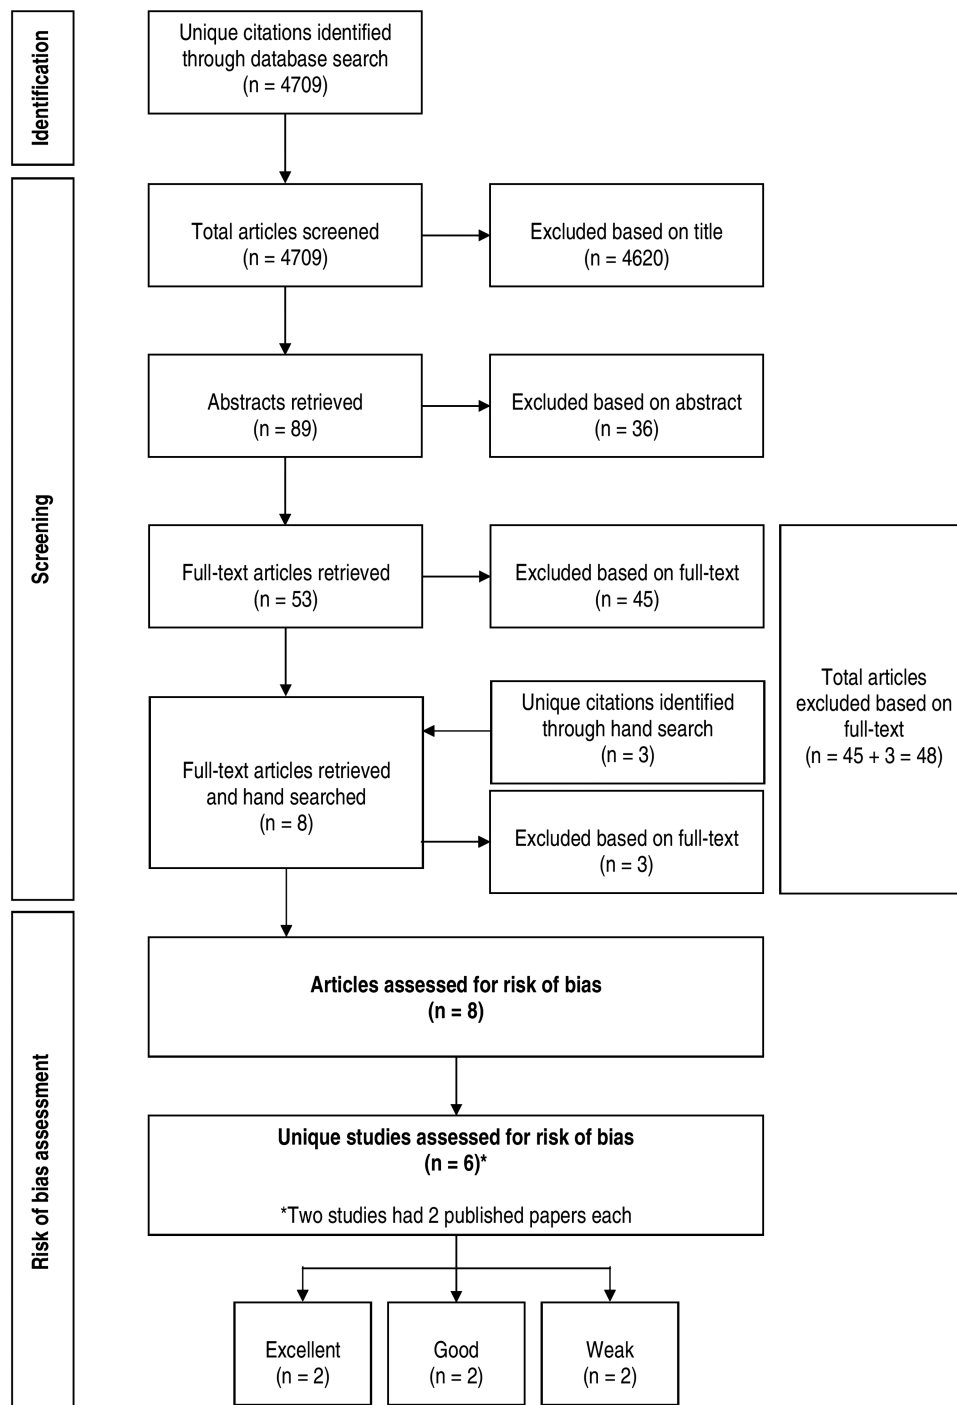 Identification
Unique citations identified
through database search
(n = 4709)
Screening
Total articles screened
(n = 4709)
Excluded based on title
(n = 4620)
Abstracts retrieved
(n = 89)
Excluded based on abstract
(n = 36)
Full-text articles retrieved
(n = 53)
Excluded based on full-text
(n = 45)
Full-text articles retrieved
and hand searched
(n = 8)
Unique citations identified
through hand search
(n = 3)
Excluded based on full-text
(n = 3)
Total articles
excluded based on
full-text
(n = 45 + 3 = 48)
Risk of bias assessment
Articles assessed for risk of bias
(n = 8)
Unique studies assessed for risk of bias
(n = 6)*
*Two studies had 2 published papers each
Excellent
(n = 2)
Good
(n = 2)
Weak
(n = 2)